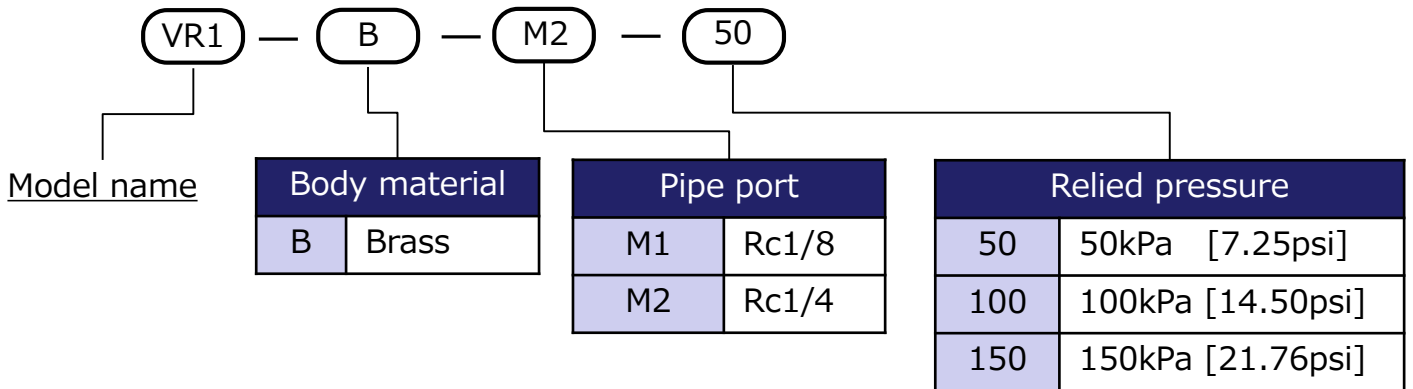 VR1 — B — M2 — 50
Model name
Body material
B Brass
Pipe port
M1 Rc1/8
M2 Rc1/4
Relied pressure
50 50kPa [7.25psi]
100 100kPa [14.50psi]
150 150kPa [21.76psi]